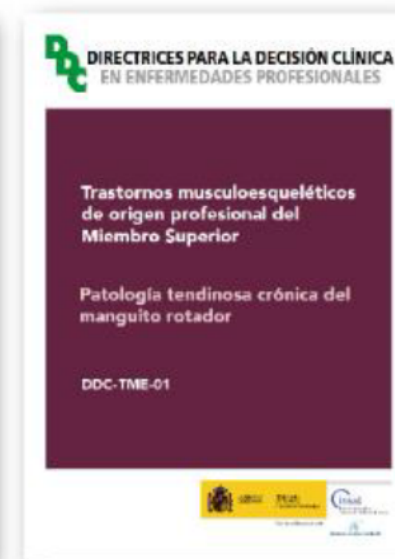 DDC DIRECTRICES PARA LA DECISIÓN CLÍNICA
EN ENFERMEDADES PROFESIONALES
Trastornos musculoesqueléticos
de origen profesional del
Miembro Superior
Patología tendinosa crónica del
manguito rotador
DDC-TME-01